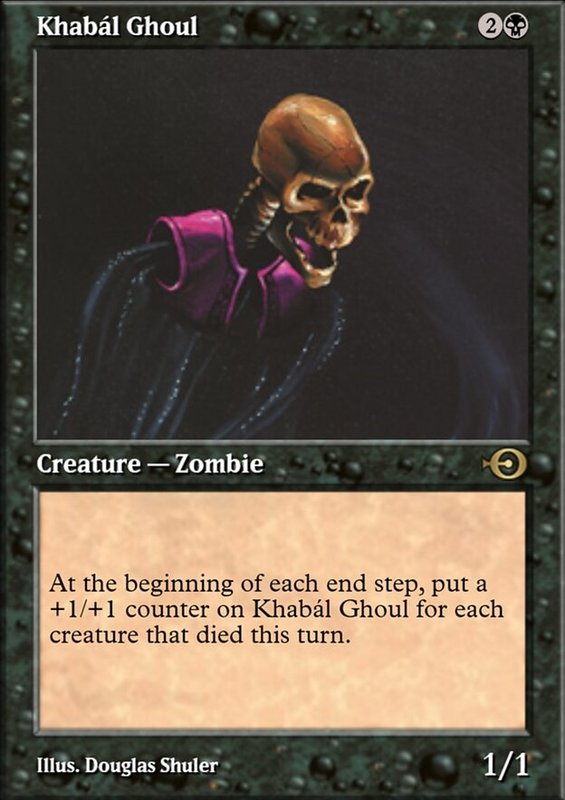 Khabál Ghoul
2
Creature — Zombie
At the beginning of each end step, put a
+1/+1 counter on Khabál Ghoul for each
creature that died this turn.
Illus. Douglas Shuler
1/1